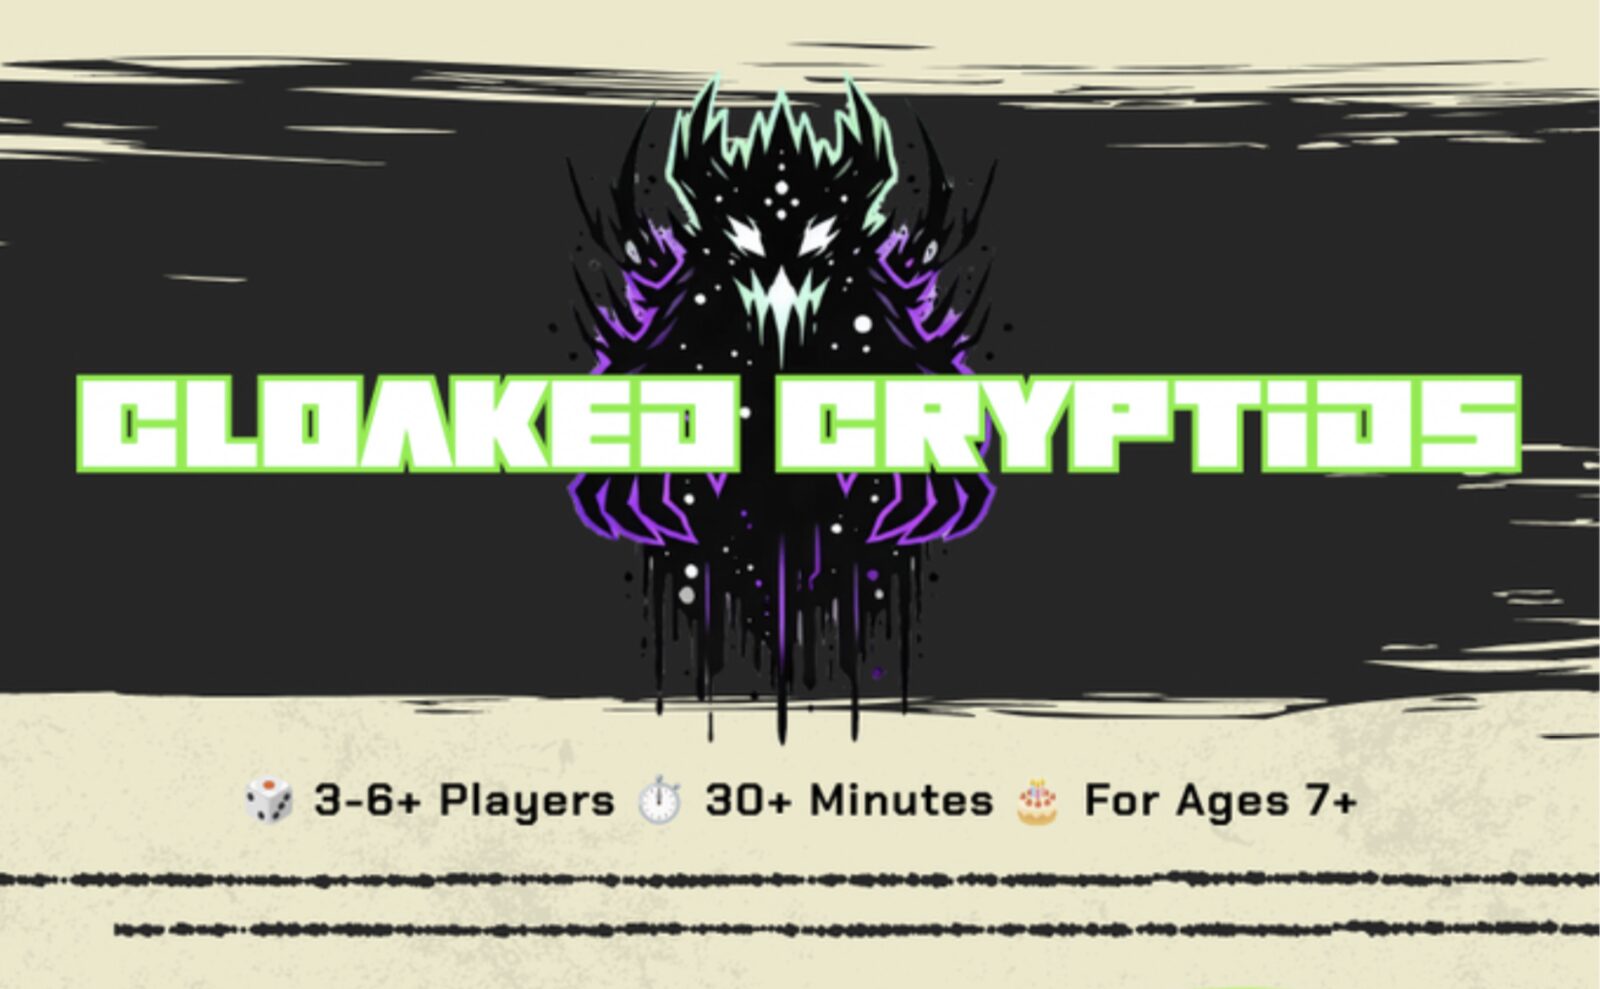 CLOAKED CRYPTIDS
🎲 3-6+ Players ⏱️ 30+ Minutes 🎂 For Ages 7+